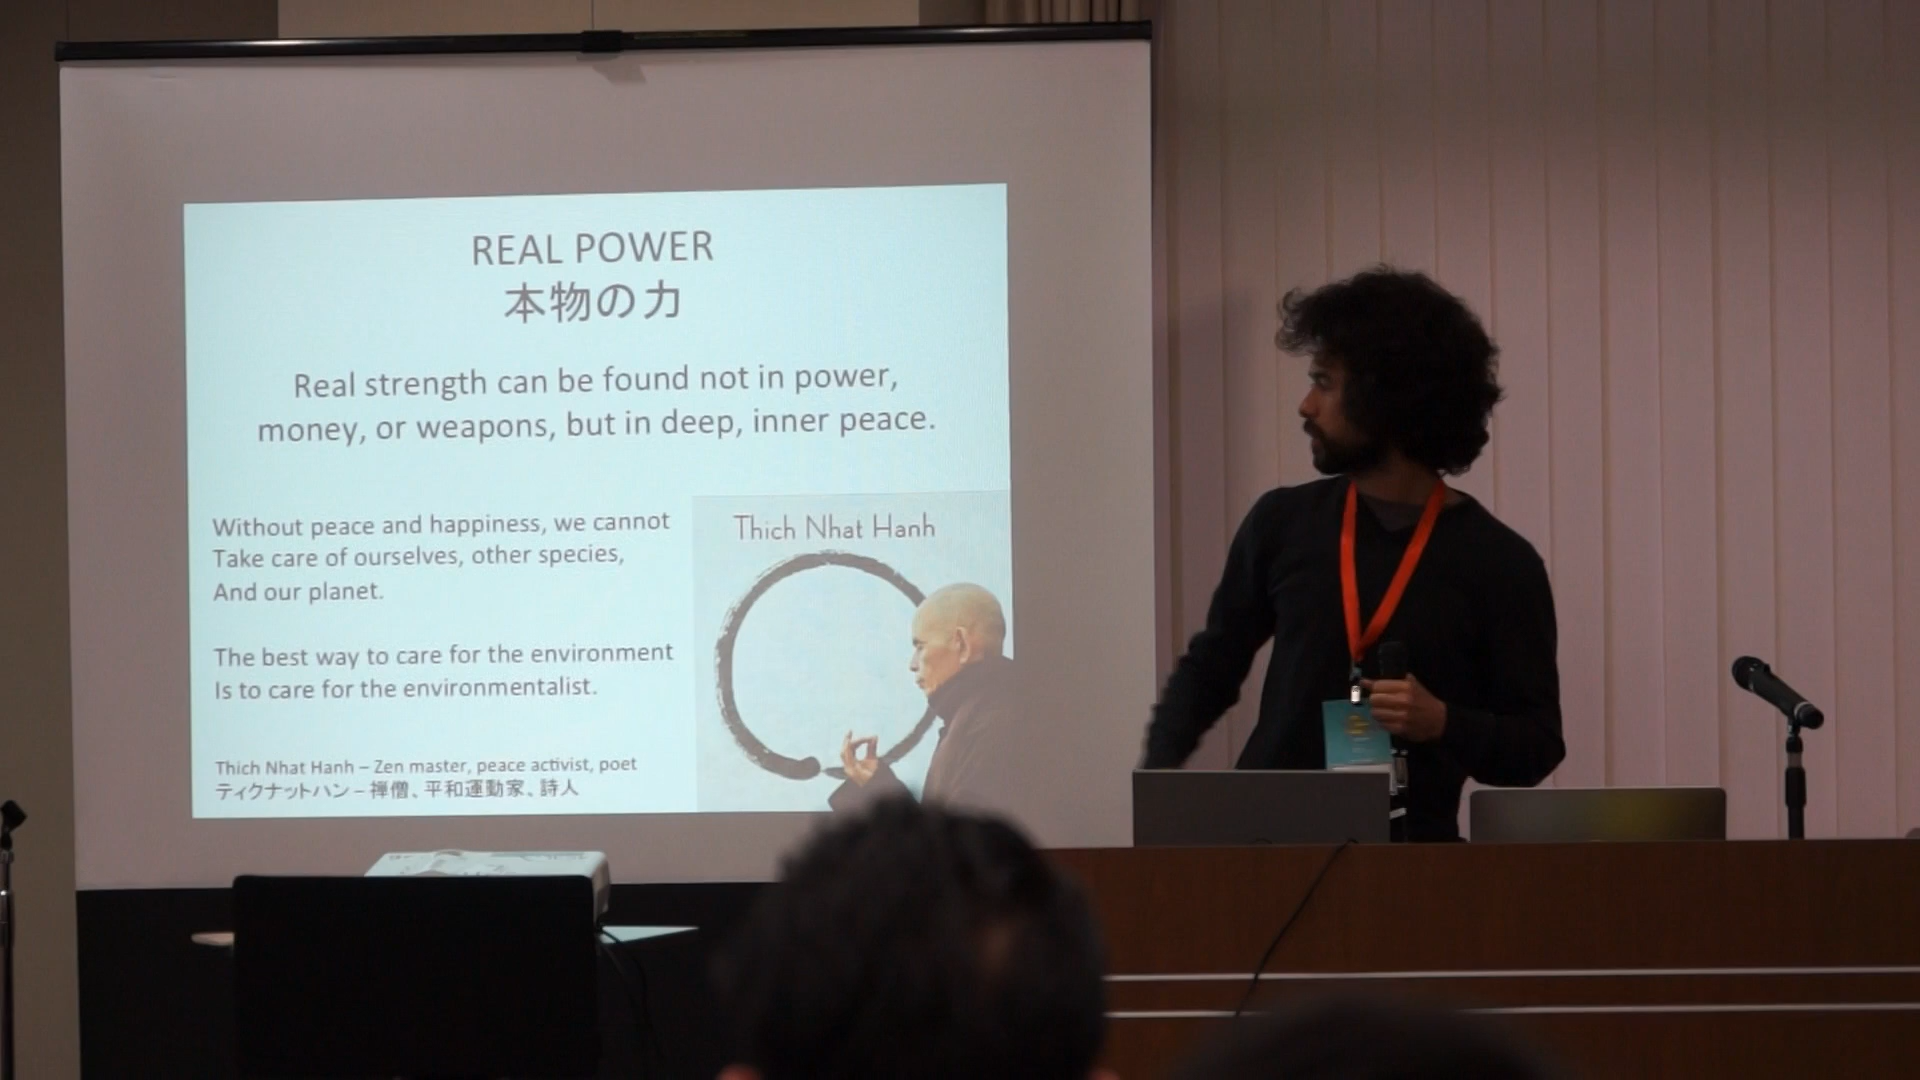 REAL POWER
本物の力
Real strength can be found not in power,
money, or weapons, but in deep, inner peace.
Without peace and happiness, we cannot
Take care of ourselves, other species,
And our planet.
The best way to care for the environment
Is to care for the environmentalist.
Thich Nhat Hanh – Zen master, peace activist, poet
ティクナットハン – 禅僧、平和運動家、詩人
Thich Nhat Hanh